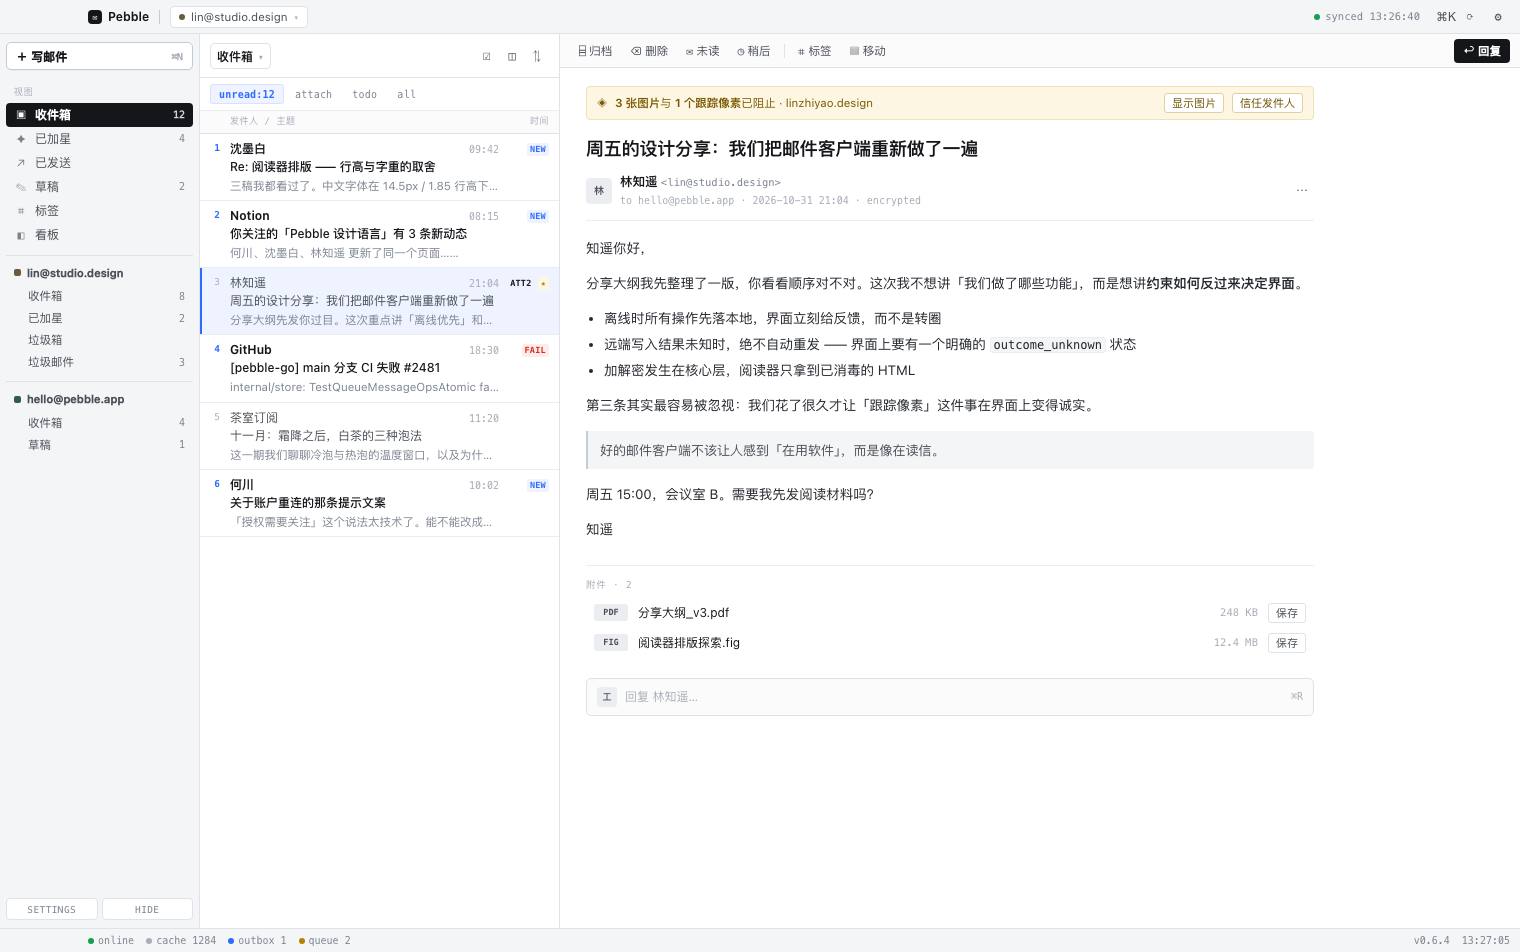 Pebble
lin@studio.design
synced 13:26:40
⌘K
写邮件 ⌘N
视图
收件箱 12
已加星 4
已发送
草稿 2
标签
看板
lin@studio.design
收件箱 8
已加星 2
垃圾箱
垃圾邮件 3
hello@pebble.app
收件箱 4
草稿 1
SETTINGS
HIDE
收件箱
unread:12 attach todo all
发件人 / 主题 时间
1 沈墨白 09:42 NEW
Re: 阅读器排版 —— 行高与字重的取舍
三稿我都看过了。中文字体在 14.5px / 1.85 行高下…
2 Notion 08:15 NEW
你关注的「Pebble 设计语言」有 3 条新动态
何川、沈墨白、林知遥 更新了同一个页面……
3 林知遥 21:04 ATT2 ★
周五的设计分享：我们把邮件客户端重新做了一遍
分享大纲先发你过目。这次重点讲「离线优先」和…
4 GitHub 18:30 FAIL
[pebble-go] main 分支 CI 失败 #2481
internal/store: TestQueueMessageOpsAtomic fa…
5 茶室订阅 11:20
十一月：霜降之后，白茶的三种泡法
这一期我们聊聊冷泡与热泡的温度窗口，以及为什…
6 何川 10:02 NEW
关于账户重连的那条提示文案
「授权需要关注」这个说法太技术了。能不能改成…
归档 删除 未读 稍后 标签 移动 回复
3 张图片与 1 个跟踪像素已阻止 · linzhiyao.design 显示图片 信任发件人
周五的设计分享：我们把邮件客户端重新做了一遍
林 林知遥 <lin@studio.design>
to hello@pebble.app · 2026-10-31 21:04 · encrypted
知遥你好，
分享大纲我先整理了一版，你看看顺序对不对。这次我不想讲「我们做了哪些功能」，而是想讲约束如何反过来决定界面。
• 离线时所有操作先落本地，界面立刻给反馈，而不是转圈
• 远端写入结果未知时，绝不自动重发 —— 界面上要有一个明确的 outcome_unknown 状态
• 加解密发生在核心层，阅读器只拿到已消毒的 HTML
第三条其实最容易被忽视：我们花了很久才让「跟踪像素」这件事在界面上变得诚实。
好的邮件客户端不该让人感到「在用软件」，而是像在读信。
周五 15:00，会议室 B。需要我先发阅读材料吗？
知遥
附件 · 2
PDF 分享大纲_v3.pdf 248 KB 保存
FIG 阅读器排版探索.fig 12.4 MB 保存
工 回复 林知遥… ⌘R
online cache 1284 outbox 1 queue 2
v0.6.4 13:27:05